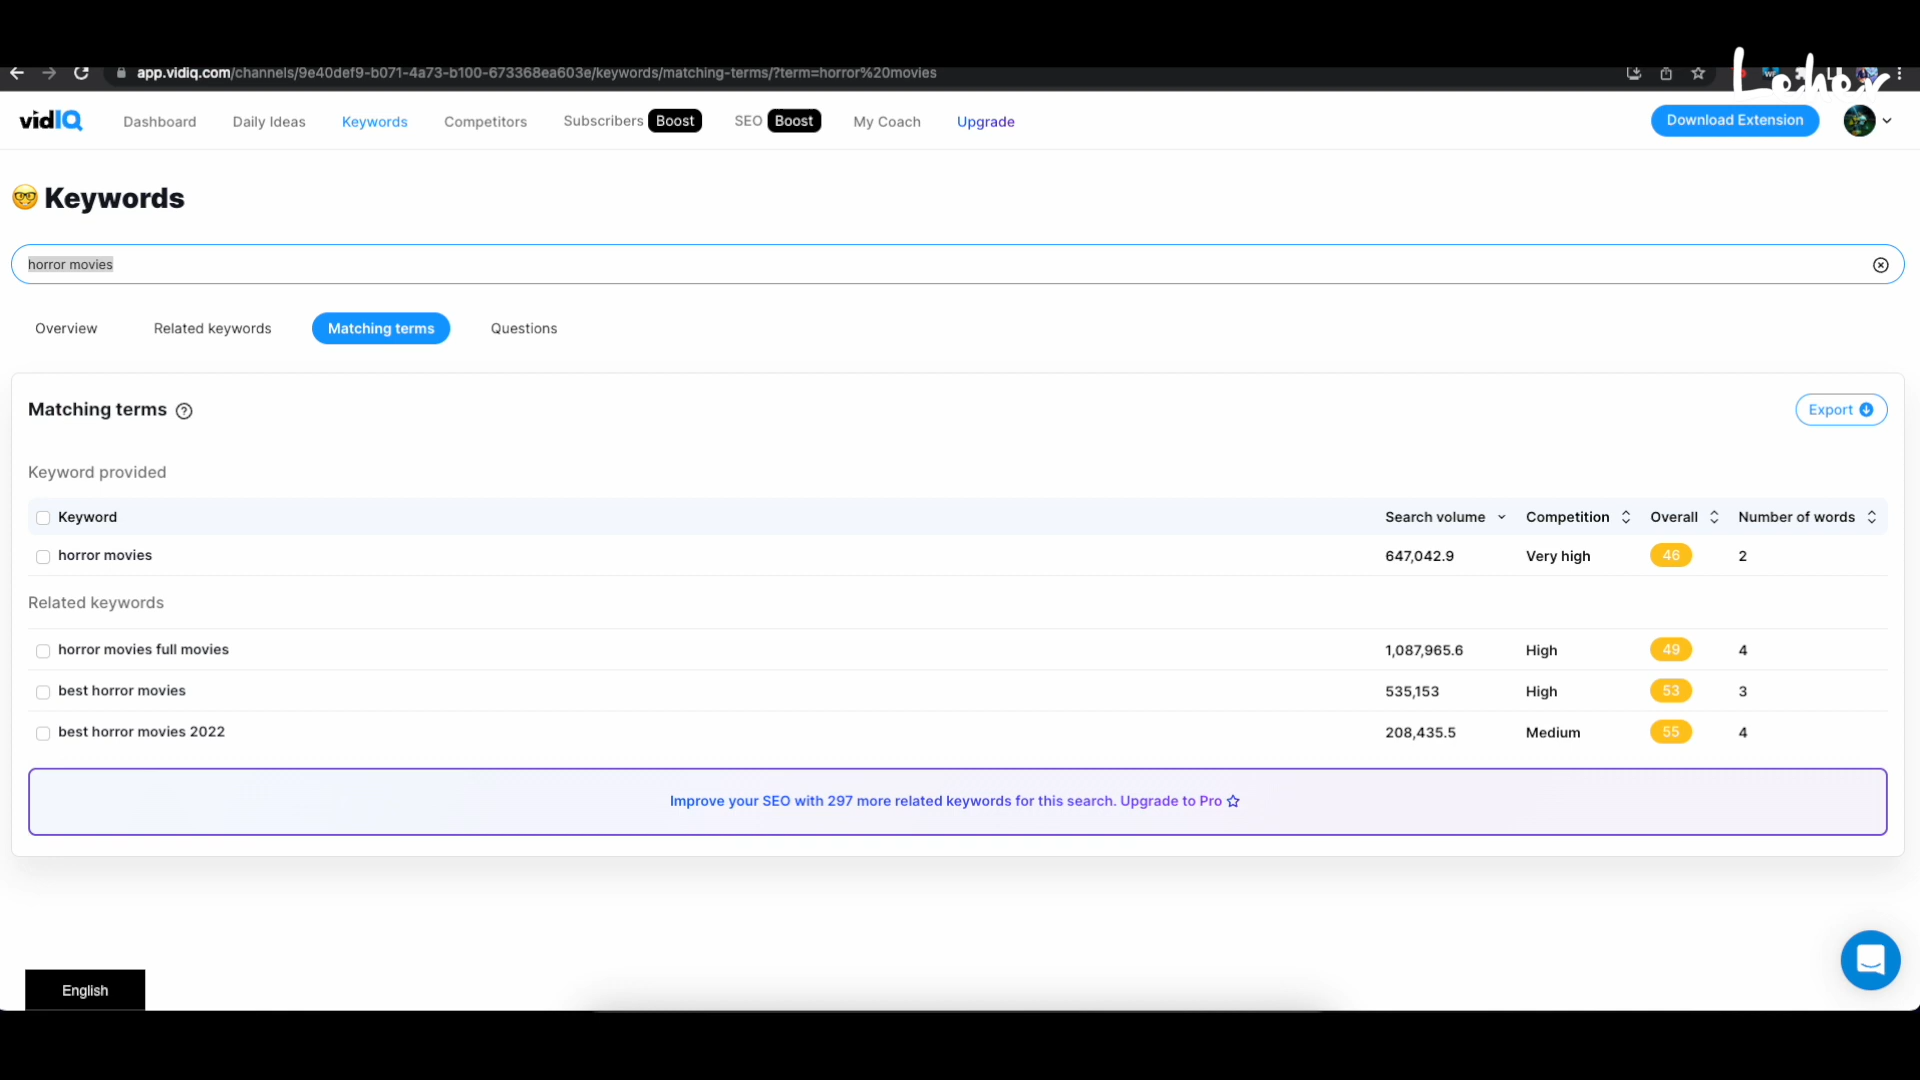 Lehor
app.vidiq.com/channels/9e40def9-b071-4a73-b100-673368ea603e/keywords/matching-terms/?term=horror%20movies
vidIQ Dashboard Daily Ideas Keywords Competitors Subscribers Boost SEO Boost My Coach Upgrade Download Extension
Keywords
horror movies
Overview Related keywords Matching terms Questions
Matching terms ? Export
Keyword provided
Keyword Search volume Competition Overall Number of words
horror movies 647,042.9 Very high 46 2
Related keywords
horror movies full movies 1,087,965.6 High 49 4
best horror movies 535,153 High 53 3
best horror movies 2022 208,435.5 Medium 55 4
Improve your SEO with 297 more related keywords for this search. Upgrade to Pro
English